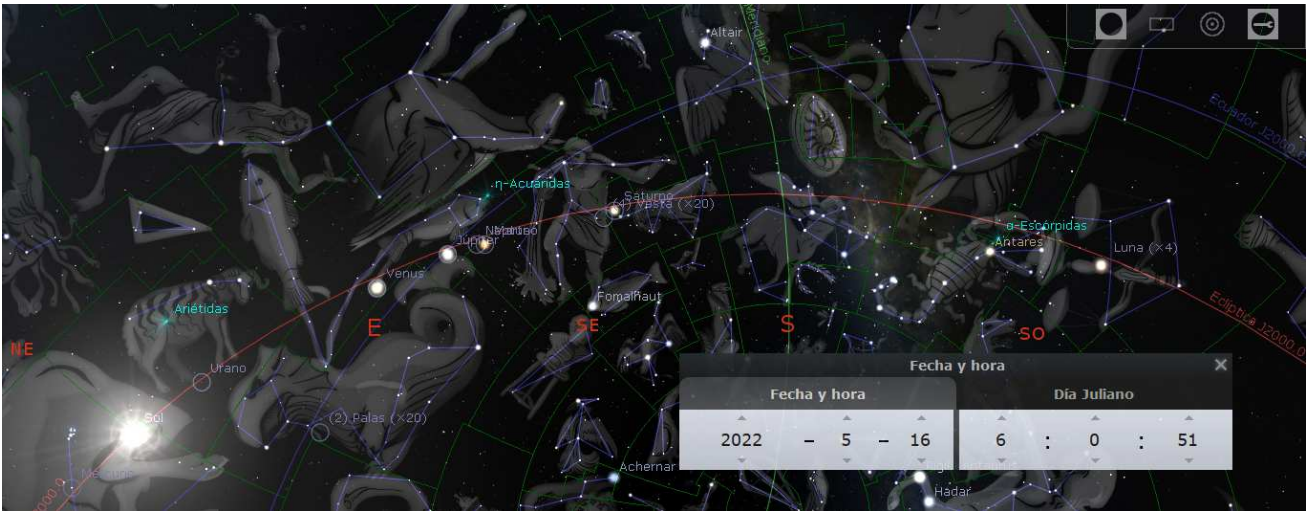 Altair
Meridiano
Ecuador J2000.0
η-Acuáridas
Saturno
(4) Vesta (×20)
α-Escórpidas
Antares
Luna (×4)
Júpiter
Venus
Fomalhaut
Ariétidas
Eclíptica J2000.0
E
SE
S
SO
NE
Urano
Fecha y hora
Fecha y hora
Día Juliano
Sol
(2) Palas (×20)
2022 – 5 – 16
6 : 0 : 51
Mercurio
Achernar
Hadar